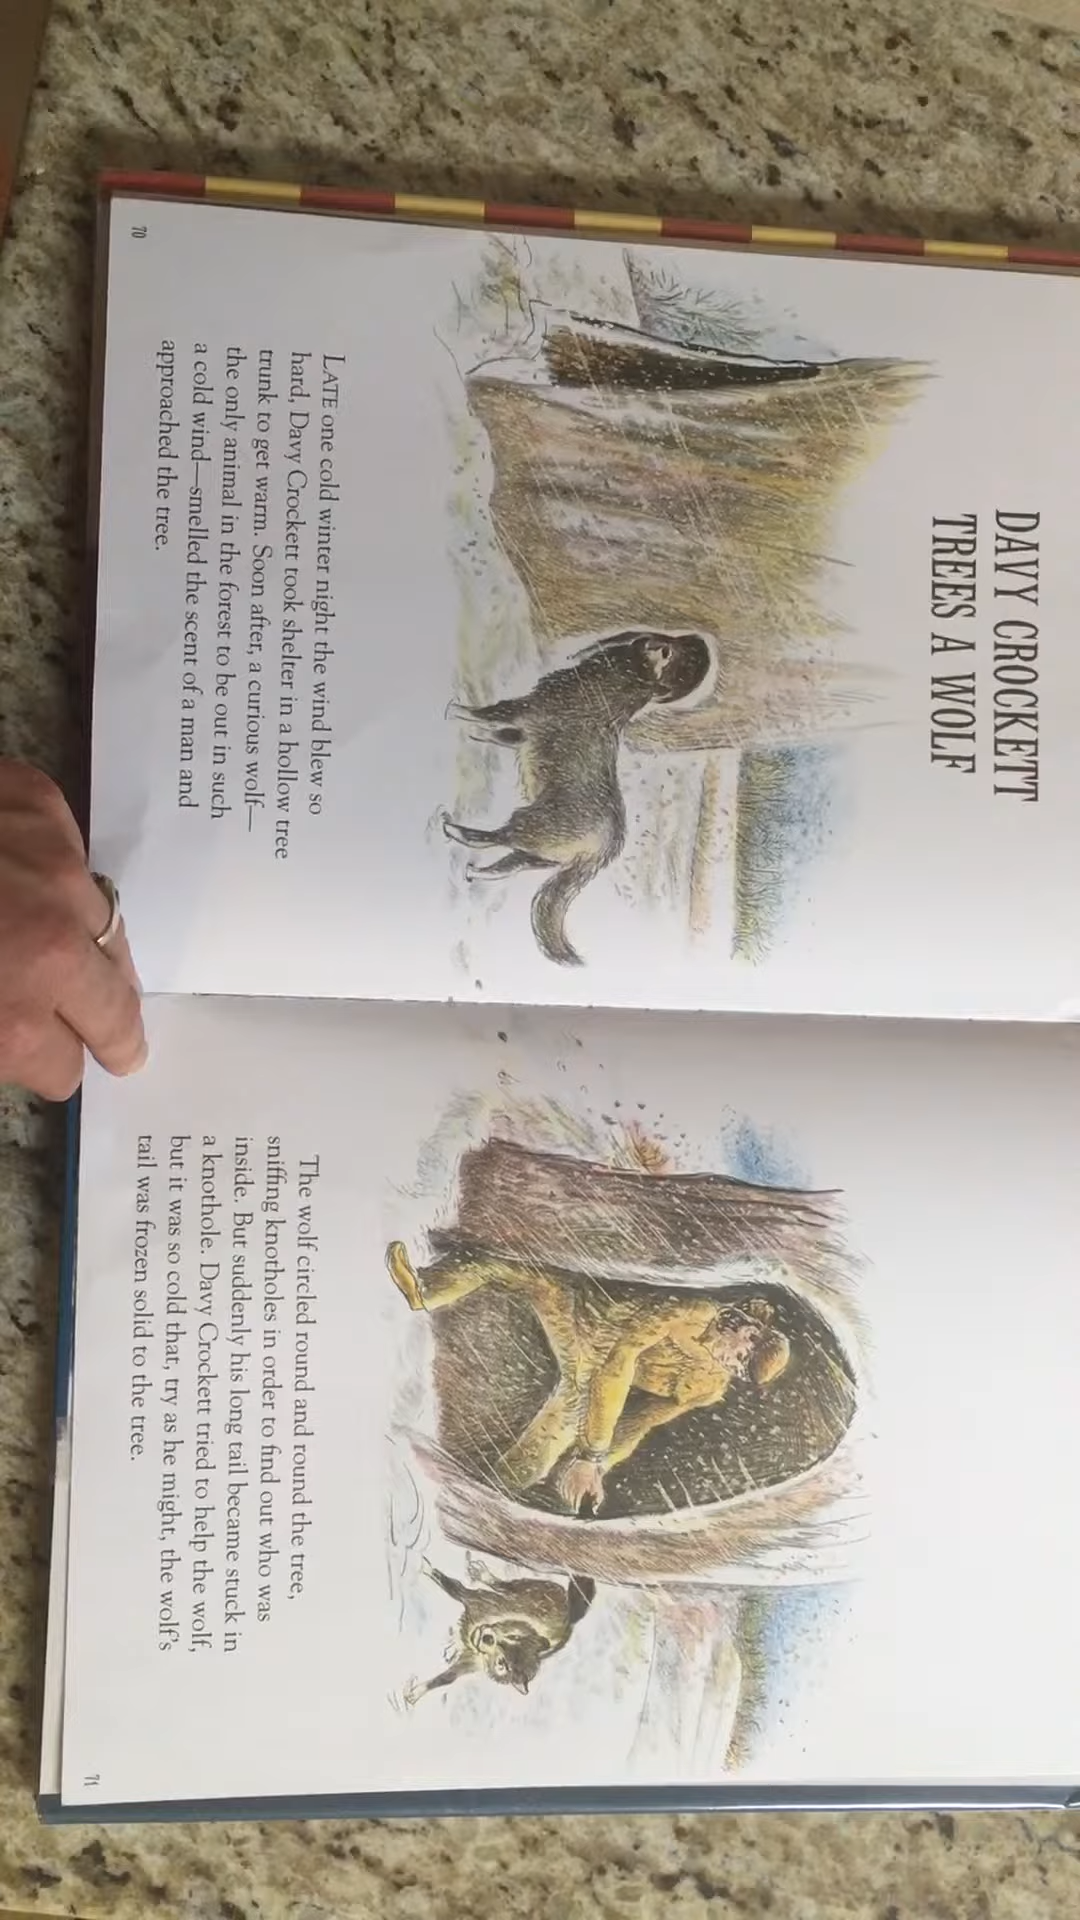 DAVY CROCKETT
TREES A WOLF
LATE one cold winter night the wind blew so
hard, Davy Crockett took shelter in a hollow tree
trunk to get warm. Soon after, a curious wolf—
the only animal in the forest to be out in such
a cold wind—smelled the scent of a man and
approached the tree.
70
The wolf circled round and round the tree,
sniffing knotholes in order to find out who was
inside. But suddenly his long tail became stuck in
a knothole. Davy Crockett tried to help the wolf,
but it was so cold that, try as he might, the wolf's
tail was frozen solid to the tree.
71